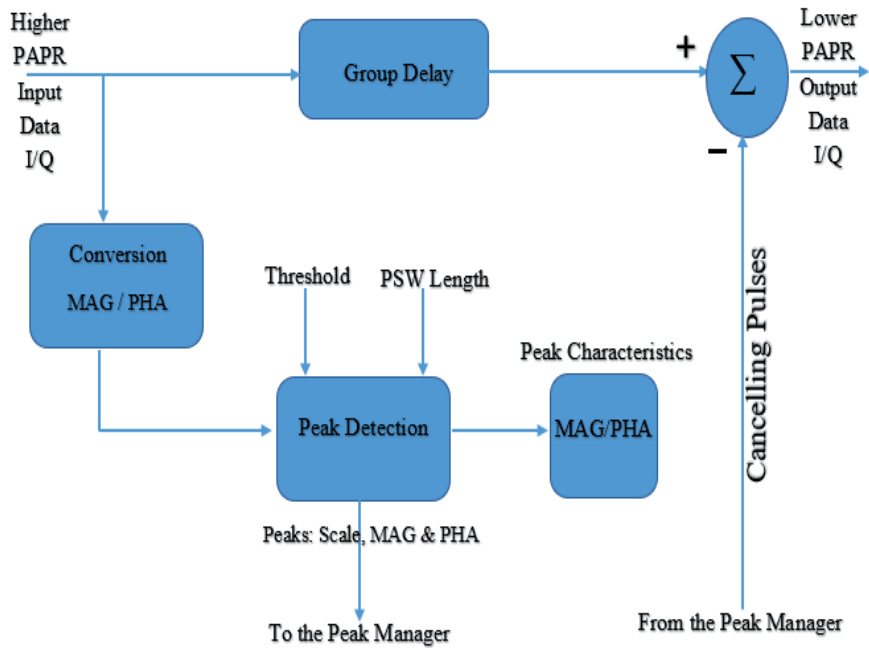 Higher
PAPR
Input
Data
I/Q
Group Delay
+
∑
−
Lower
PAPR
Output
Data
I/Q
Conversion
MAG / PHA
Threshold
PSW Length
Peak Detection
Peak Characteristics
MAG/PHA
Peaks: Scale, MAG & PHA
To the Peak Manager
Cancelling Pulses
From the Peak Manager